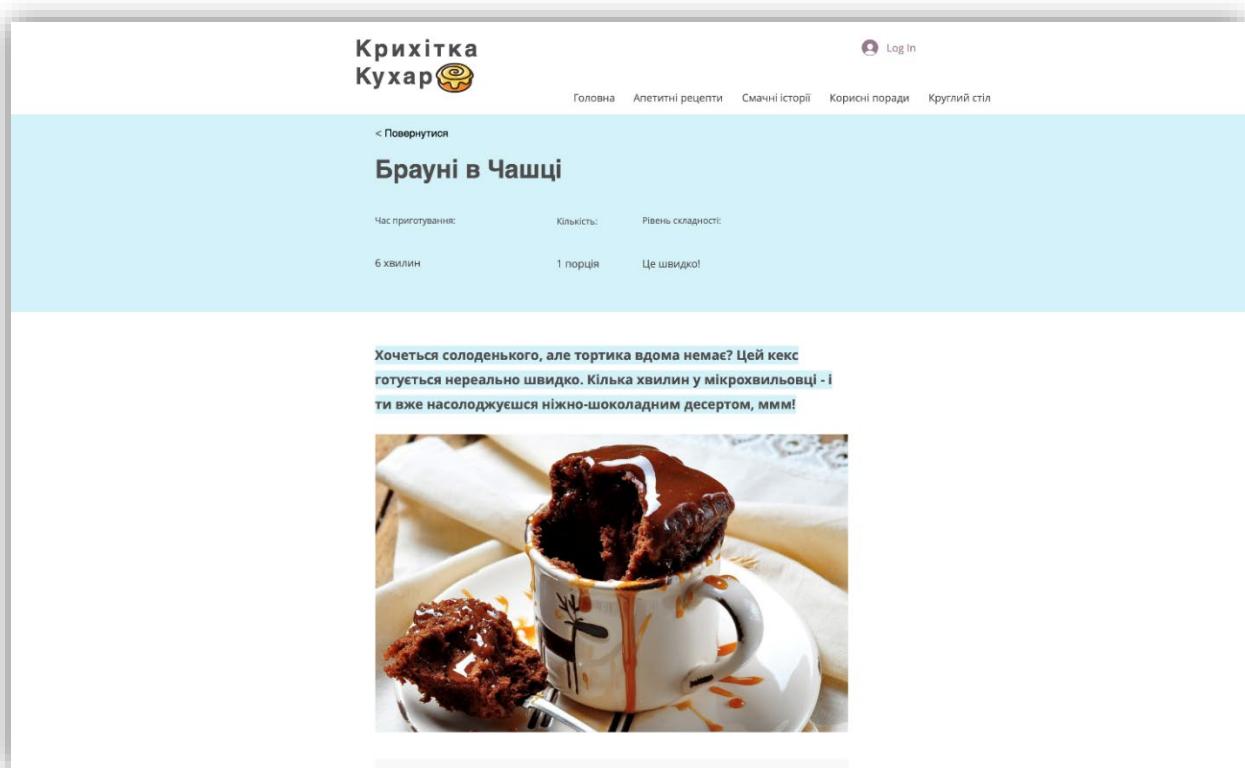 Крихітка
Кухар
Log In
Головна Апетитні рецепти Смачні історії Корисні поради Круглий стіл
< Повернутися
Брауні в Чашці
Час приготування: Кількість: Рівень складності:
6 хвилин 1 порція Це швидко!
Хочеться солоденького, але тортика вдома немає? Цей кекс
готується нереально швидко. Кілька хвилин у мікрохвильовці - і
ти вже насолоджуєшся ніжно-шоколадним десертом, ммм!